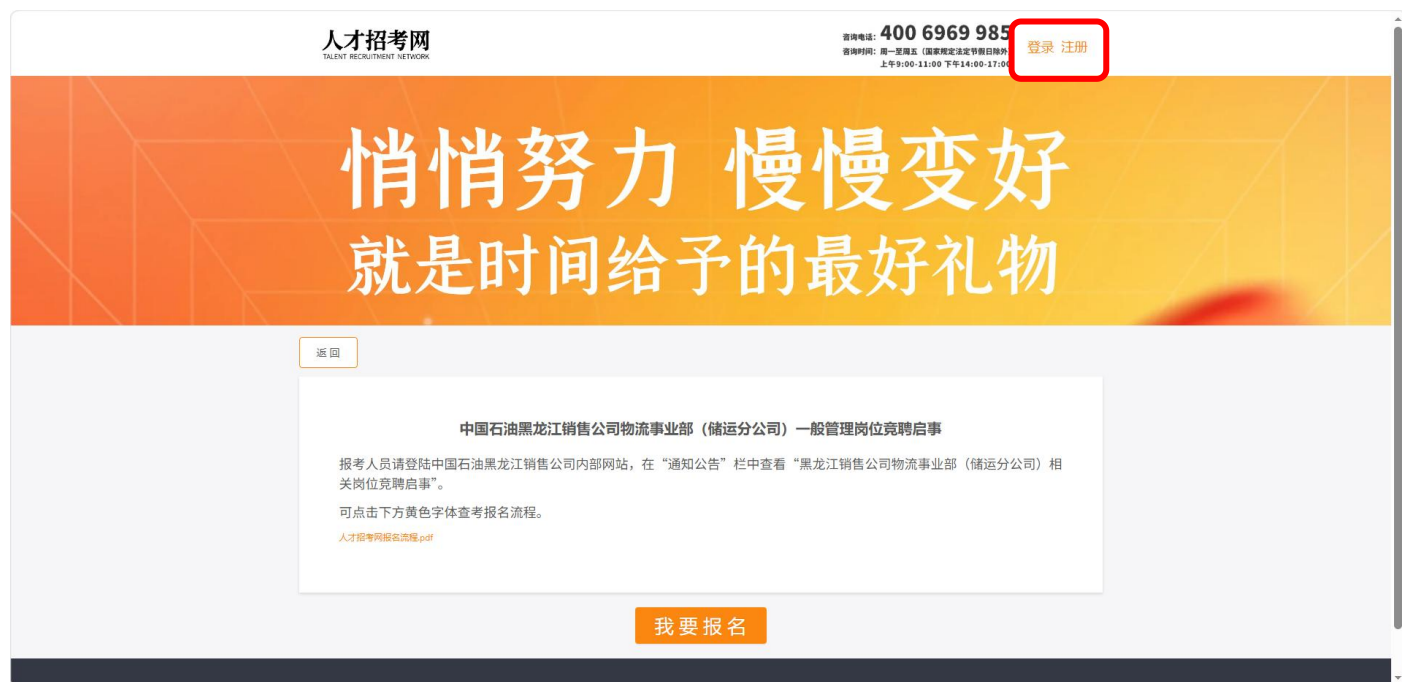 人才招考网
TALENT RECRUITMENT NETWORK
咨询电话：400 6969 985
咨询时间：周一至周五（国家规定法定节假日除外
上午9:00-11:00 下午14:00-17:00
登录 注册
悄悄努力 慢慢变好
就是时间给予的最好礼物
返回
中国石油黑龙江销售公司物流事业部（储运分公司）一般管理岗位竞聘启事
报考人员请登陆中国石油黑龙江销售公司内部网站，在“通知公告”栏中查看“黑龙江销售公司物流事业部（储运分公司）相
关岗位竞聘启事”。
可点击下方黄色字体查考报名流程。
人才招考网报名流程.pdf
我要报名